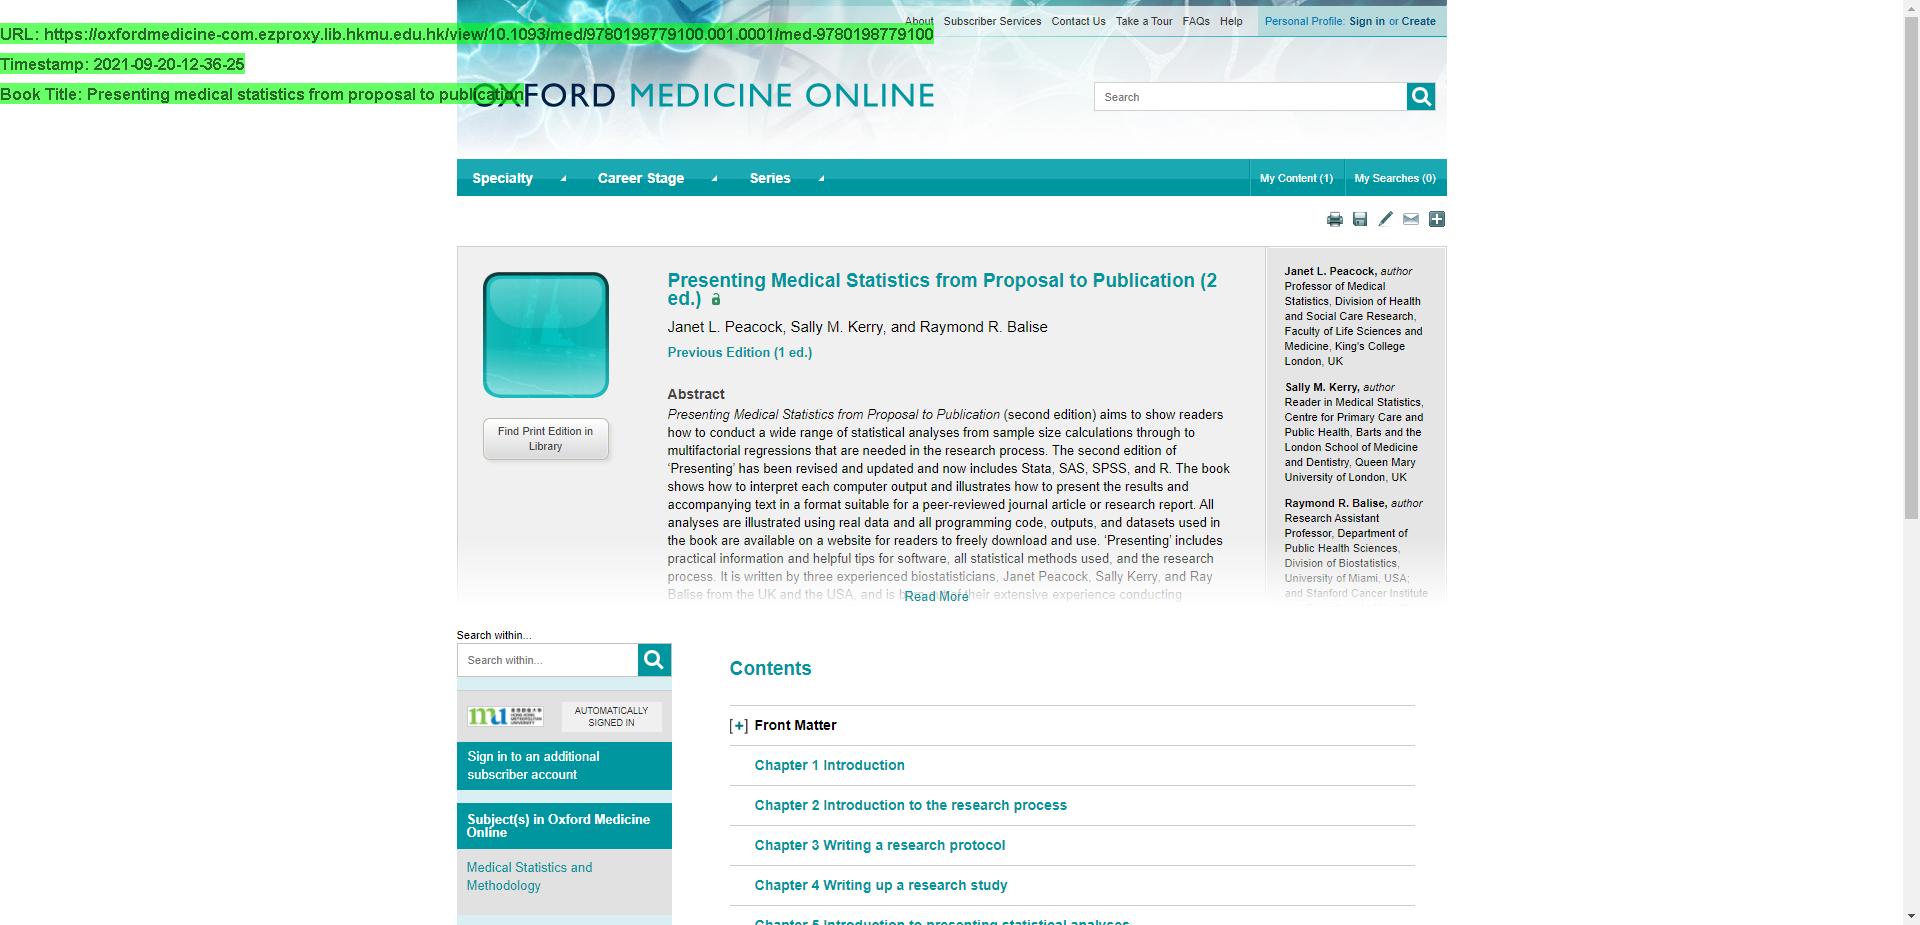 About Subscriber Services Contact Us Take a Tour FAQs Help Personal Profile: Sign in or Create
URL: https://oxfordmedicine-com.ezproxy.lib.hkmu.edu.hk/view/10.1093/med/9780198779100.001.0001/med-9780198779100
Timestamp: 2021-09-20-12-36-25
Book Title: Presenting medical statistics from proposal to publication
OXFORD MEDICINE ONLINE
Search
Specialty Career Stage Series My Content (1) My Searches (0)
Presenting Medical Statistics from Proposal to Publication (2
ed.)
Janet L. Peacock, Sally M. Kerry, and Raymond R. Balise
Previous Edition (1 ed.)
Find Print Edition in
Library
Abstract
Presenting Medical Statistics from Proposal to Publication (second edition) aims to show readers
how to conduct a wide range of statistical analyses from sample size calculations through to
multifactorial regressions that are needed in the research process. The second edition of
‘Presenting’ has been revised and updated and now includes Stata, SAS, SPSS, and R. The book
shows how to interpret each computer output and illustrates how to present the results and
accompanying text in a format suitable for a peer-reviewed journal article or research report. All
analyses are illustrated using real data and all programming code, outputs, and datasets used in
the book are available on a website for readers to freely download and use. ‘Presenting’ includes
practical information and helpful tips for software, all statistical methods used, and the research
process. It is written by three experienced biostatisticians, Janet Peacock, Sally Kerry, and Ray
Balise from the UK and the USA, and is their extensive experience conducting
Read More
Janet L. Peacock, author
Professor of Medical
Statistics, Division of Health
and Social Care Research,
Faculty of Life Sciences and
Medicine, King's College
London, UK
Sally M. Kerry, author
Reader in Medical Statistics,
Centre for Primary Care and
Public Health, Barts and the
London School of Medicine
and Dentistry, Queen Mary
University of London, UK
Raymond R. Balise, author
Research Assistant
Professor, Department of
Public Health Sciences,
Division of Biostatistics,
University of Miami, USA;
and Stanford Cancer Institute
Search within...
Search within...
mu
AUTOMATICALLY
SIGNED IN
Sign in to an additional
subscriber account
Subject(s) in Oxford Medicine
Online
Medical Statistics and
Methodology
Contents
[+] Front Matter
Chapter 1 Introduction
Chapter 2 Introduction to the research process
Chapter 3 Writing a research protocol
Chapter 4 Writing up a research study
Chapter 5 Introduction to presenting statistical analyses